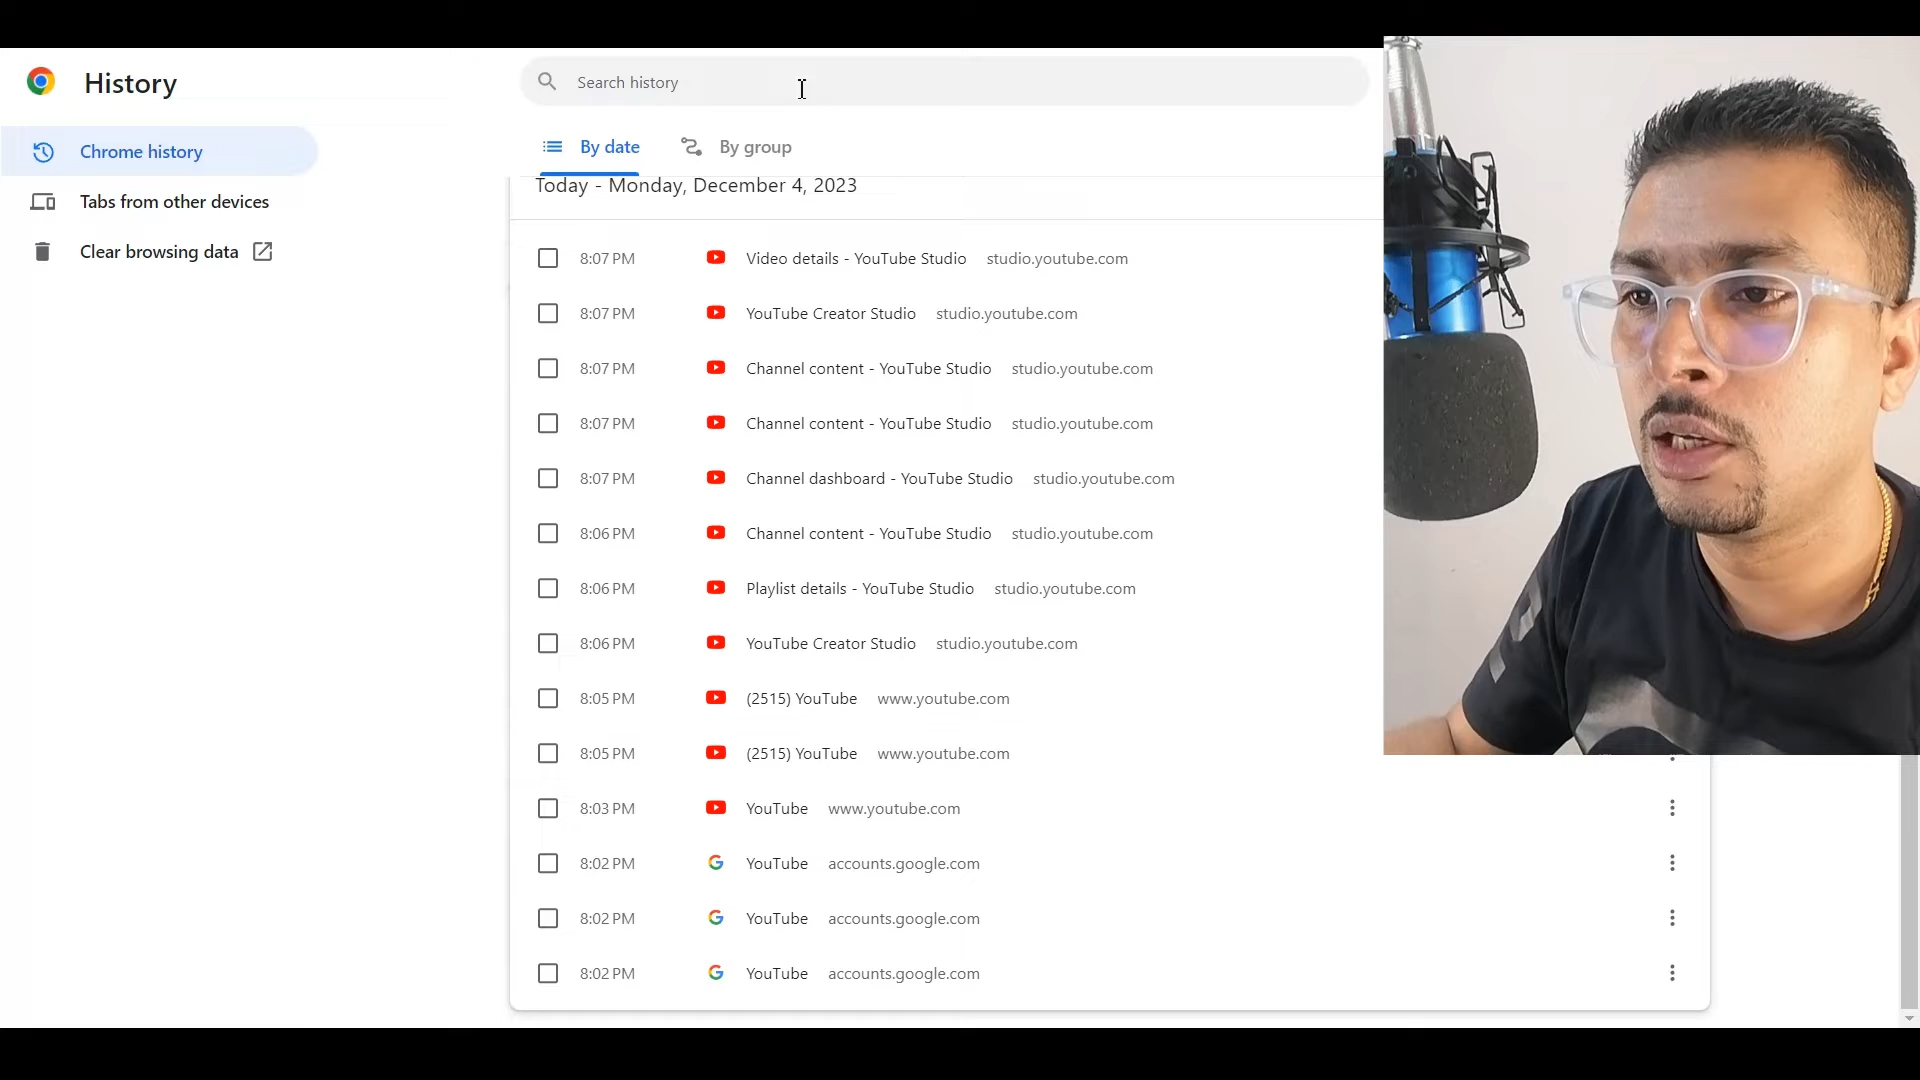 History
Search history
Chrome history
Tabs from other devices
Clear browsing data
By date
By group
Today - Monday, December 4, 2023
8:07 PM Video details - YouTube Studio studio.youtube.com
8:07 PM YouTube Creator Studio studio.youtube.com
8:07 PM Channel content - YouTube Studio studio.youtube.com
8:07 PM Channel content - YouTube Studio studio.youtube.com
8:07 PM Channel dashboard - YouTube Studio studio.youtube.com
8:06 PM Channel content - YouTube Studio studio.youtube.com
8:06 PM Playlist details - YouTube Studio studio.youtube.com
8:06 PM YouTube Creator Studio studio.youtube.com
8:05 PM (2515) YouTube www.youtube.com
8:05 PM (2515) YouTube www.youtube.com
8:03 PM YouTube www.youtube.com
8:02 PM YouTube accounts.google.com
8:02 PM YouTube accounts.google.com
8:02 PM YouTube accounts.google.com